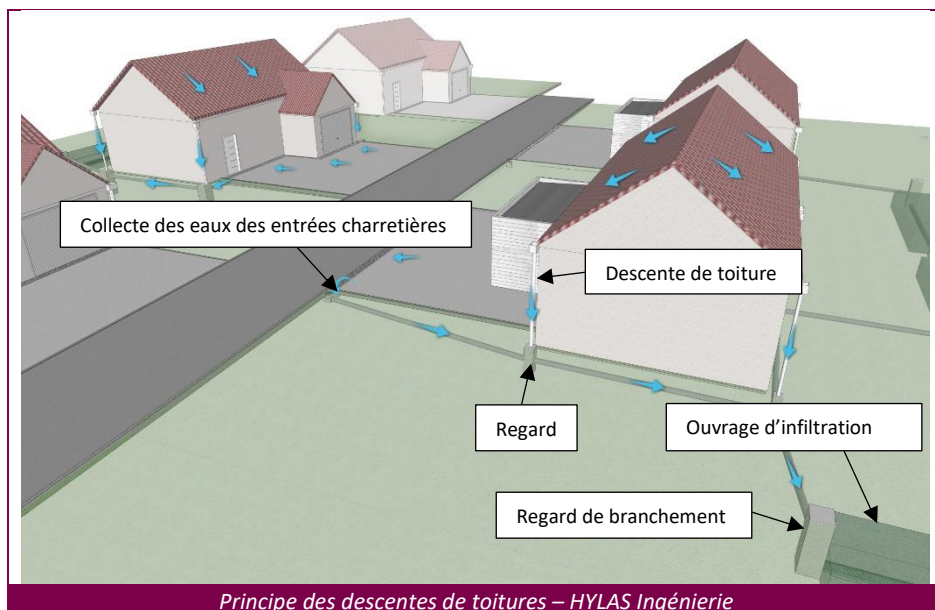 Collecte des eaux des entrées charretières
Descente de toiture
Regard
Ouvrage d’infiltration
Regard de branchement
Principe des descentes de toitures – HYLAS Ingénierie